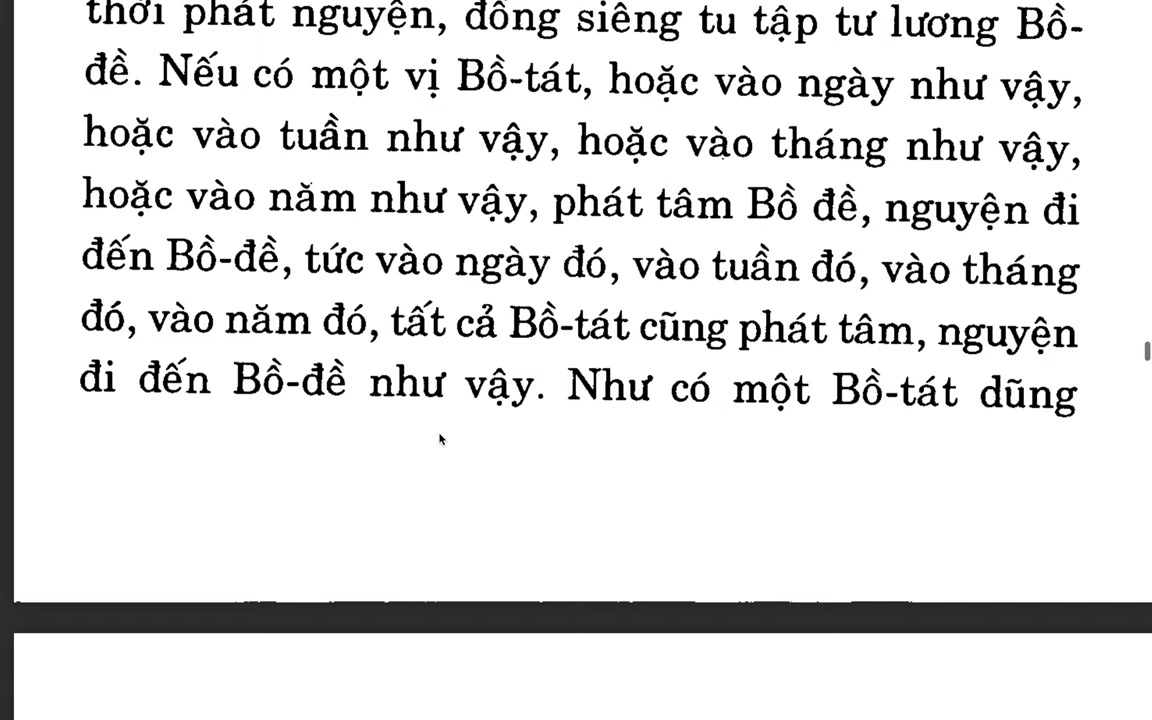 thời phát nguyện, đồng siêng tu tập tư lương Bồ-
đề. Nếu có một vị Bồ-tát, hoặc vào ngày như vậy,
hoặc vào tuần như vậy, hoặc vào tháng như vậy,
hoặc vào năm như vậy, phát tâm Bồ đề, nguyện đi
đến Bồ-đề, tức vào ngày đó, vào tuần đó, vào tháng
đó, vào năm đó, tất cả Bồ-tát cũng phát tâm, nguyện
đi đến Bồ-đề như vậy. Như có một Bồ-tát dũng